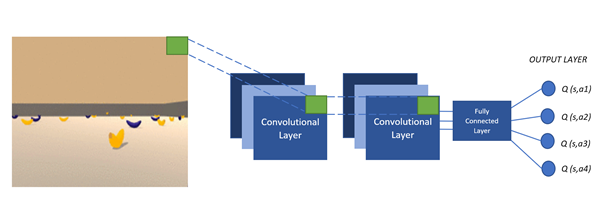 OUTPUT LAYER
Convolutional
Layer
Convolutional
Layer
Fully
Connected
Layer
Q (s,a1)
Q (s,a2)
Q (s,a3)
Q (s,a4)